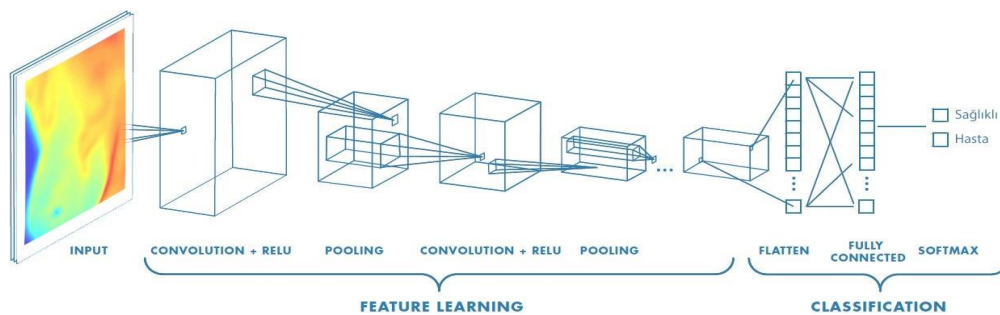 Sağlıklı
Hasta
INPUT
CONVOLUTION + RELU
POOLING
CONVOLUTION + RELU
POOLING
FLATTEN
FULLY
CONNECTED
SOFTMAX
FEATURE LEARNING
CLASSIFICATION